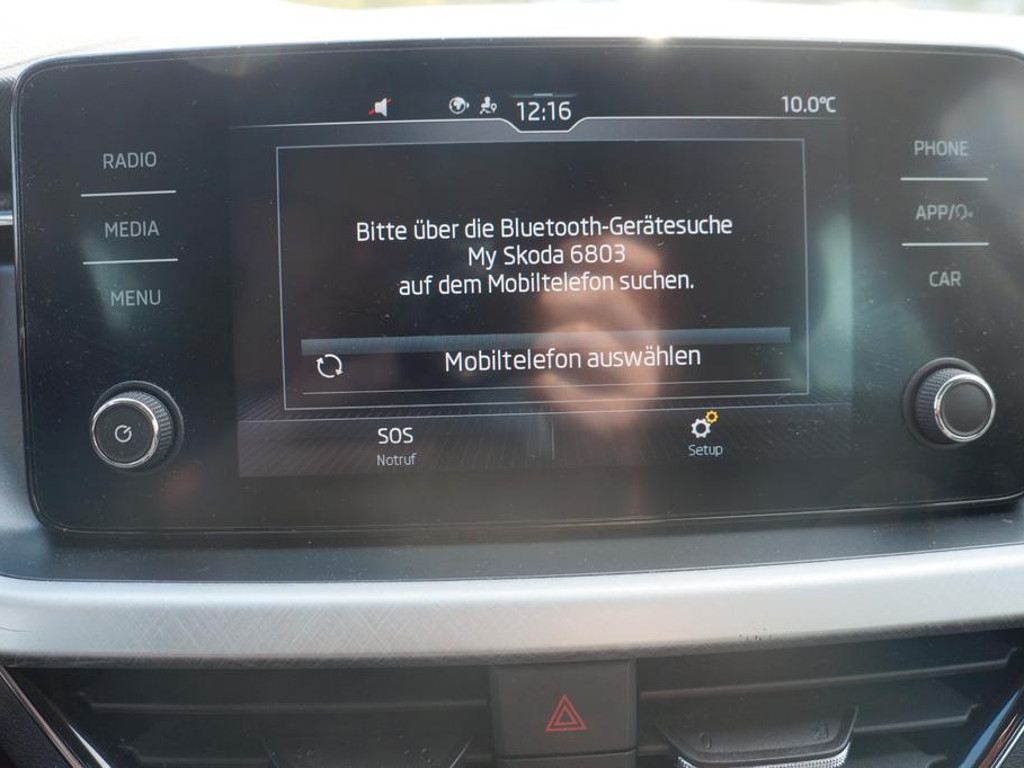 12:16
10.0°C
RADIO
MEDIA
MENU
PHONE
APP/
CAR
Bitte über die Bluetooth-Gerätesuche
My Skoda 6803
auf dem Mobiltelefon suchen.
Mobiltelefon auswählen
SOS
Notruf
Setup